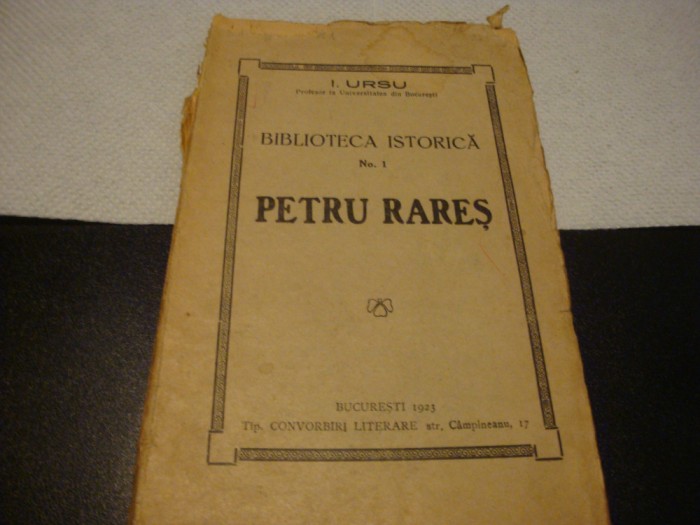 I. URSU
Profesor la Universitatea din București
BIBLIOTECA ISTORICĂ
No. 1
PETRU RAREȘ
BUCUREȘTI 1923
Tip. CONVORBIRI LITERARE str. Câmpineanu, 17